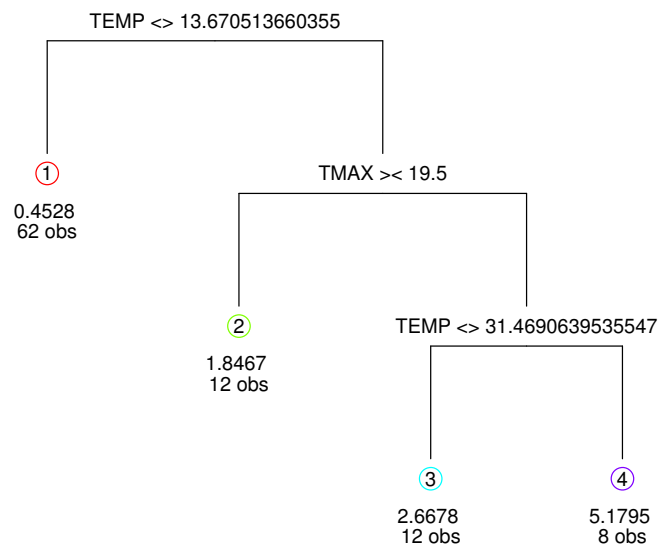 TEMP <> 13.670513660355
1
TMAX >< 19.5
0.4528
62 obs
2
TEMP <> 31.4690639535547
1.8467
12 obs
3
4
2.6678
5.1795
12 obs
8 obs